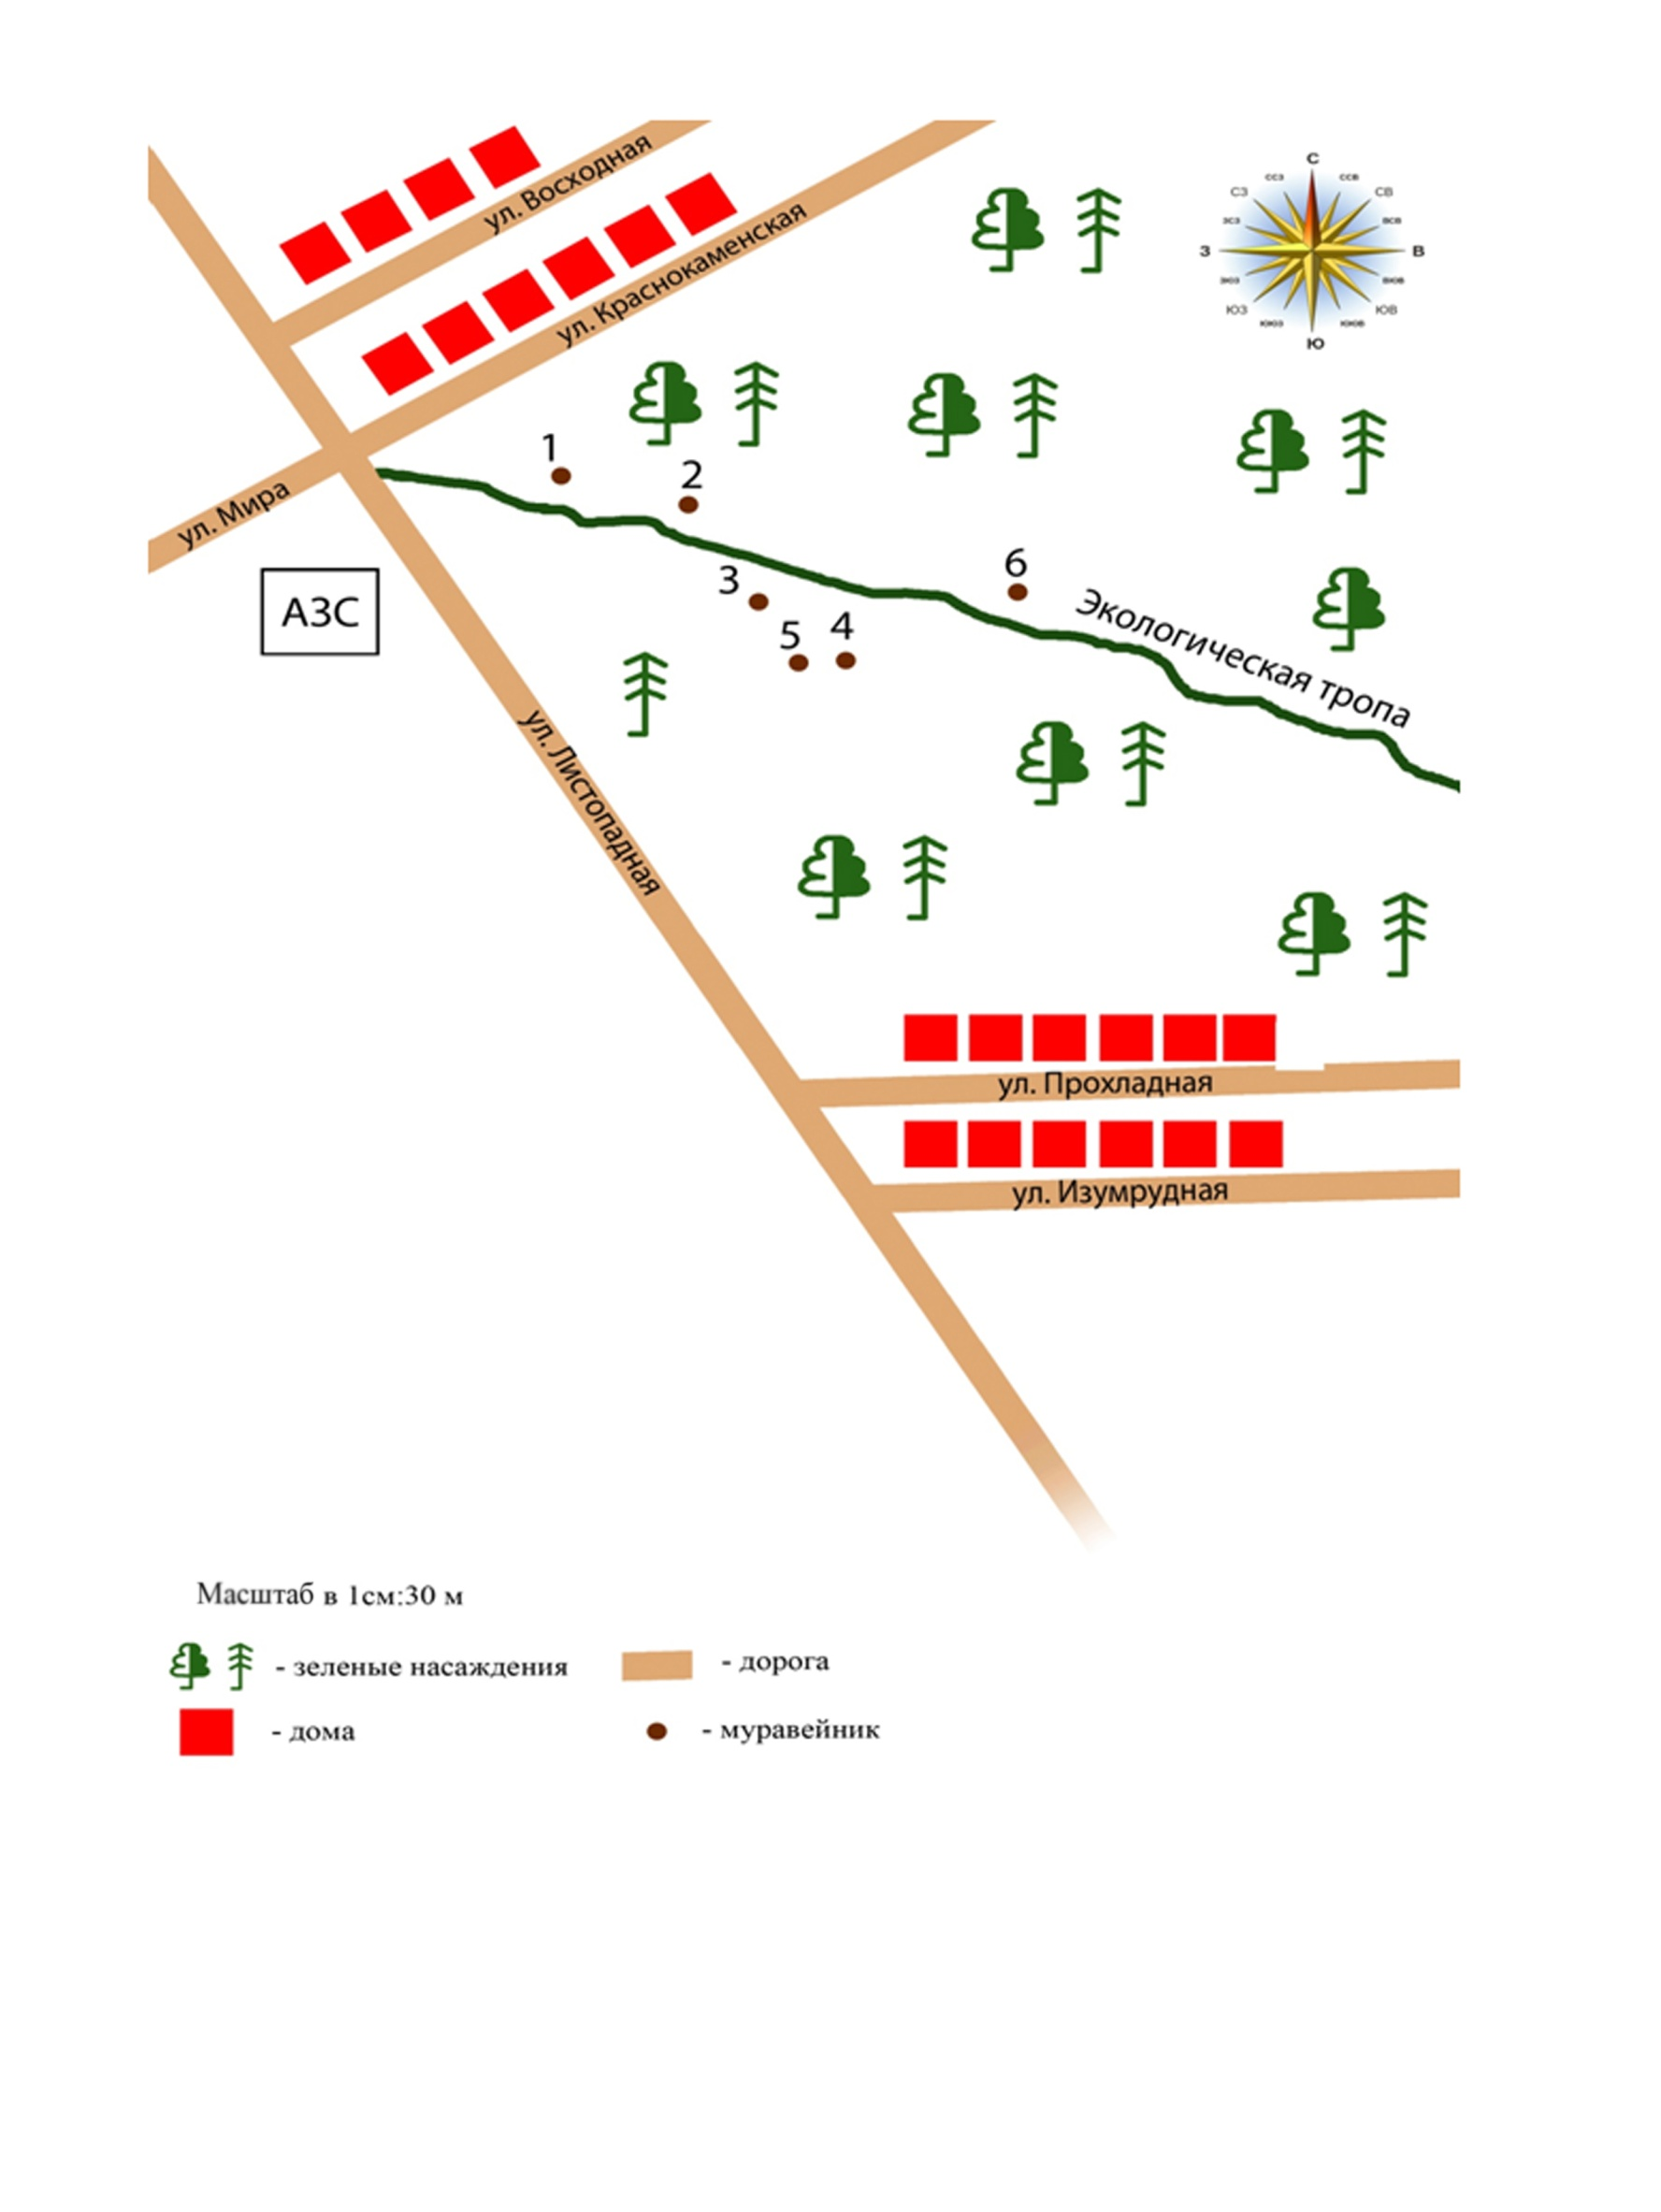 ул. Восходная
ул. Краснокаменская
С
ССЗ
ССВ
СЗ
СВ
ЗСЗ
ВСВ
З
В
ВЮВ
ЮЗ
ЮВ
ЮЮЗ
ЮЮВ
Ю
1
2
ул. Мира
АЗС
3
5
4
6
Экологическая тропа
ул. Листопадная
ул. Прохладная
ул. Изумрудная
Масштаб в 1см:30 м
- зеленые насаждения
- дорога
- дома
- муравейник